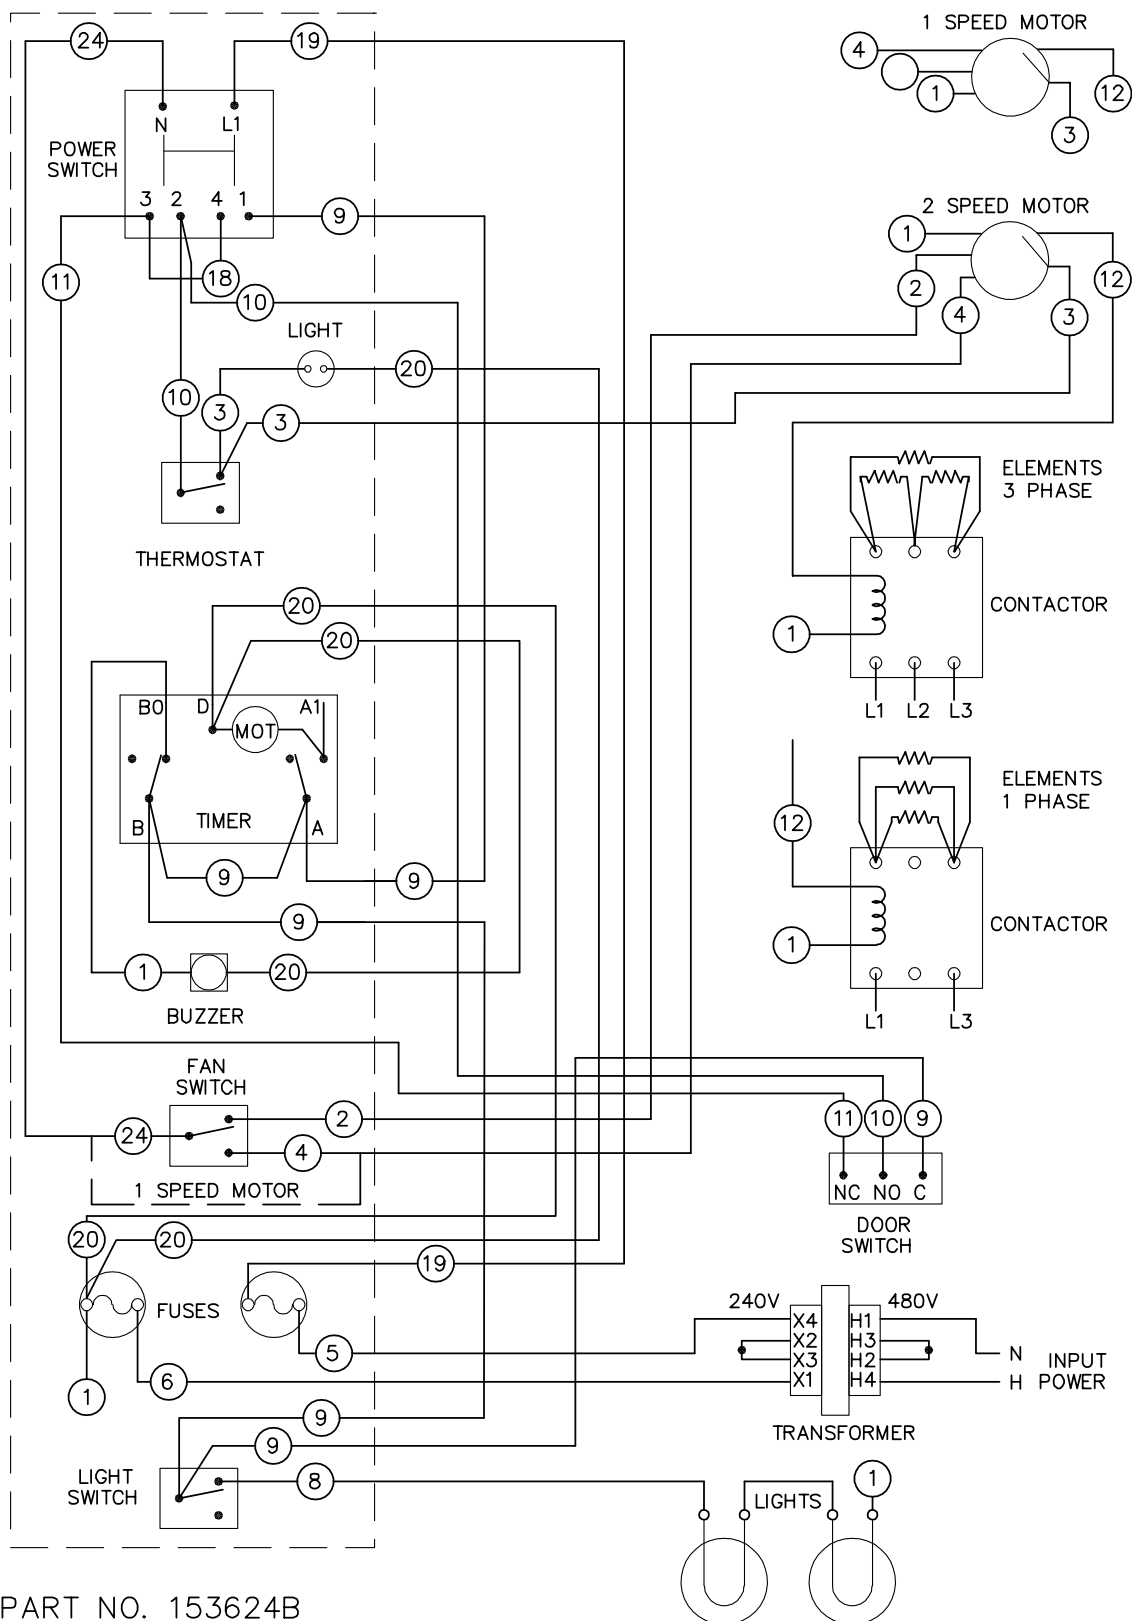 1 SPEED MOTOR
24
19
4
1
12
3
N
L1
POWER
SWITCH
3
2
4
1
9
2 SPEED MOTOR
1
12
2
4
3
11
18
10
LIGHT
20
10
3
3
ELEMENTS
3 PHASE
THERMOSTAT
CONTACTOR
1
L1
L2
L3
20
20
BO
D
A1
MOT
B
TIMER
A
ELEMENTS
1 PHASE
12
9
9
9
CONTACTOR
1
L1
L3
1
20
BUZZER
FAN
SWITCH
24
2
4
1 SPEED MOTOR
11
10
9
NC
NO
C
DOOR
SWITCH
20
20
19
FUSES
5
6
1
240V
480V
X4
X2
X3
X1
H1
H3
H2
H4
N
H
INPUT
POWER
TRANSFORMER
9
9
LIGHT
SWITCH
8
LIGHTS
1
PART NO. 153624B